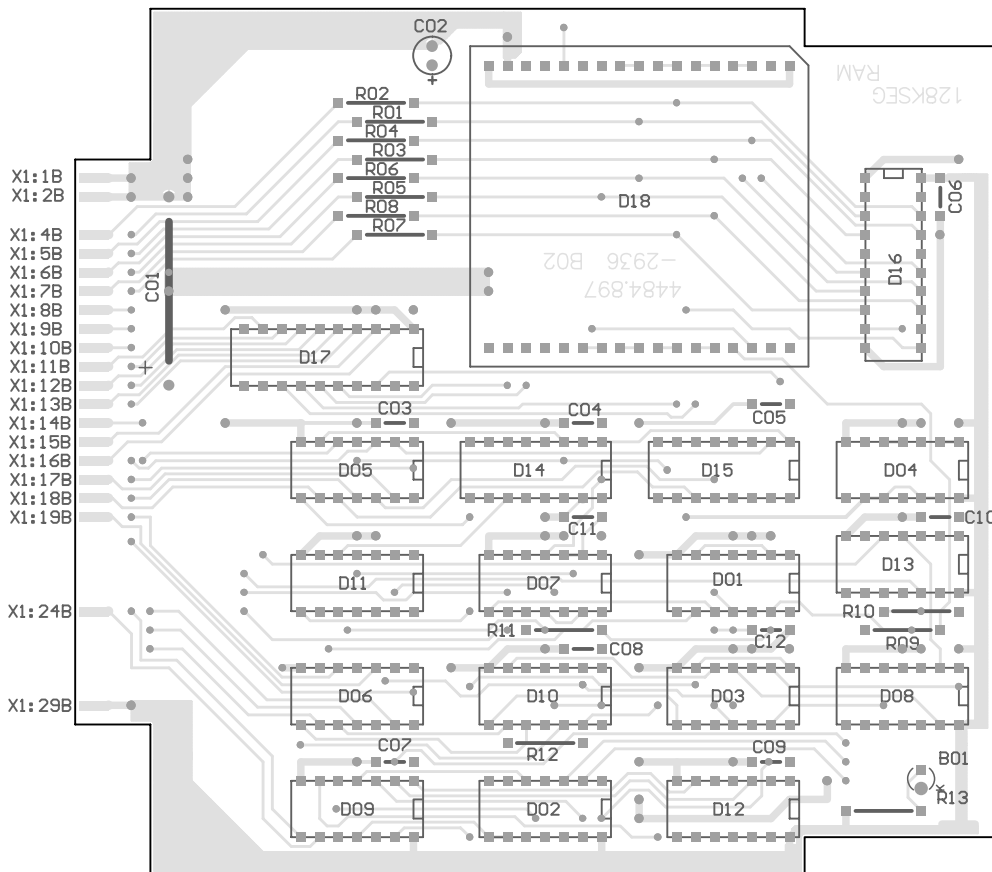 C02
+
R02
R01
R04
R03
R06
R05
R08
R07
RAM
128KSEG
X1:1B
X1:2B
X1:4B
X1:5B
X1:6B
X1:7B
X1:8B
X1:9B
X1:10B
X1:11B
X1:12B
X1:13B
X1:14B
X1:15B
X1:16B
X1:17B
X1:18B
X1:19B
X1:24B
X1:29B
C01
+
D18
-2936 B02
4484.897
D16
C06
D17
C03
C04
C05
D05
D14
D15
D04
C11
C10
D11
D07
D01
D13
R10
R11
C12
R09
C08
D06
D10
D03
D08
C07
R12
C09
B01
R13
D09
D02
D12